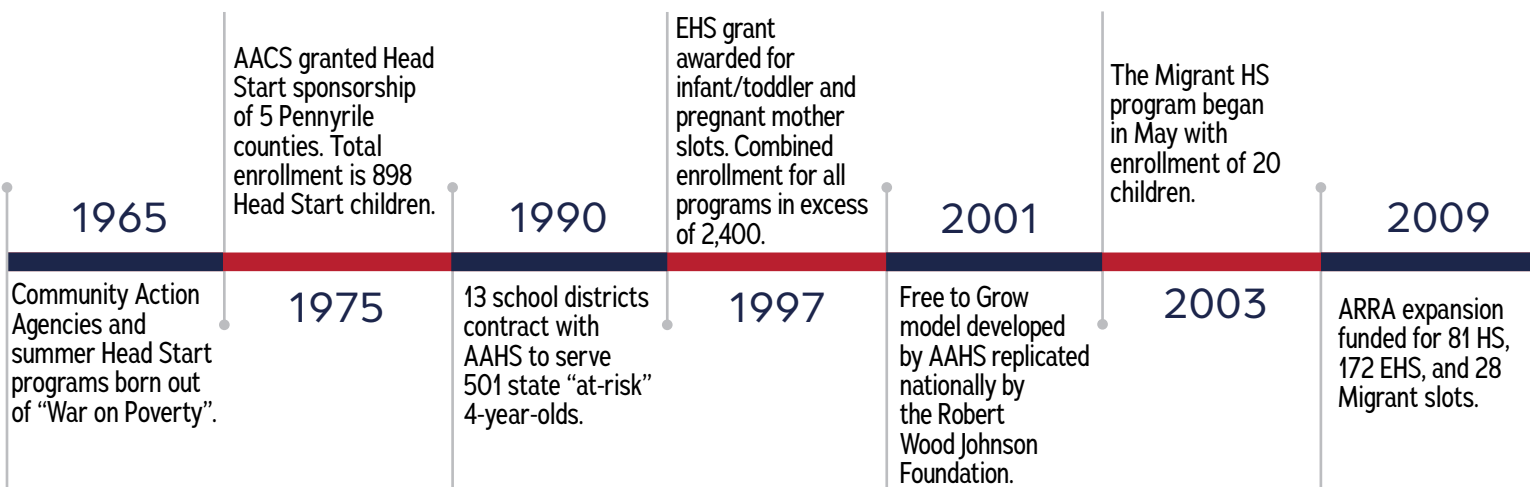 1965
Community Action
Agencies and
summer Head Start
programs born out
of “War on Poverty”.
AACS granted Head
Start sponsorship
of 5 Pennyrile
counties. Total
enrollment is 898
Head Start children.
1975
1990
13 school districts
contract with
AAHS to serve
501 state “at-risk”
4-year-olds.
EHS grant
awarded for
infant/toddler and
pregnant mother
slots. Combined
enrollment for all
programs in excess
of 2,400.
1997
2001
Free to Grow
model developed
by AAHS replicated
nationally by
the Robert
Wood Johnson
Foundation.
The Migrant HS
program began
in May with
enrollment of 20
children.
2003
2009
ARRA expansion
funded for 81 HS,
172 EHS, and 28
Migrant slots.